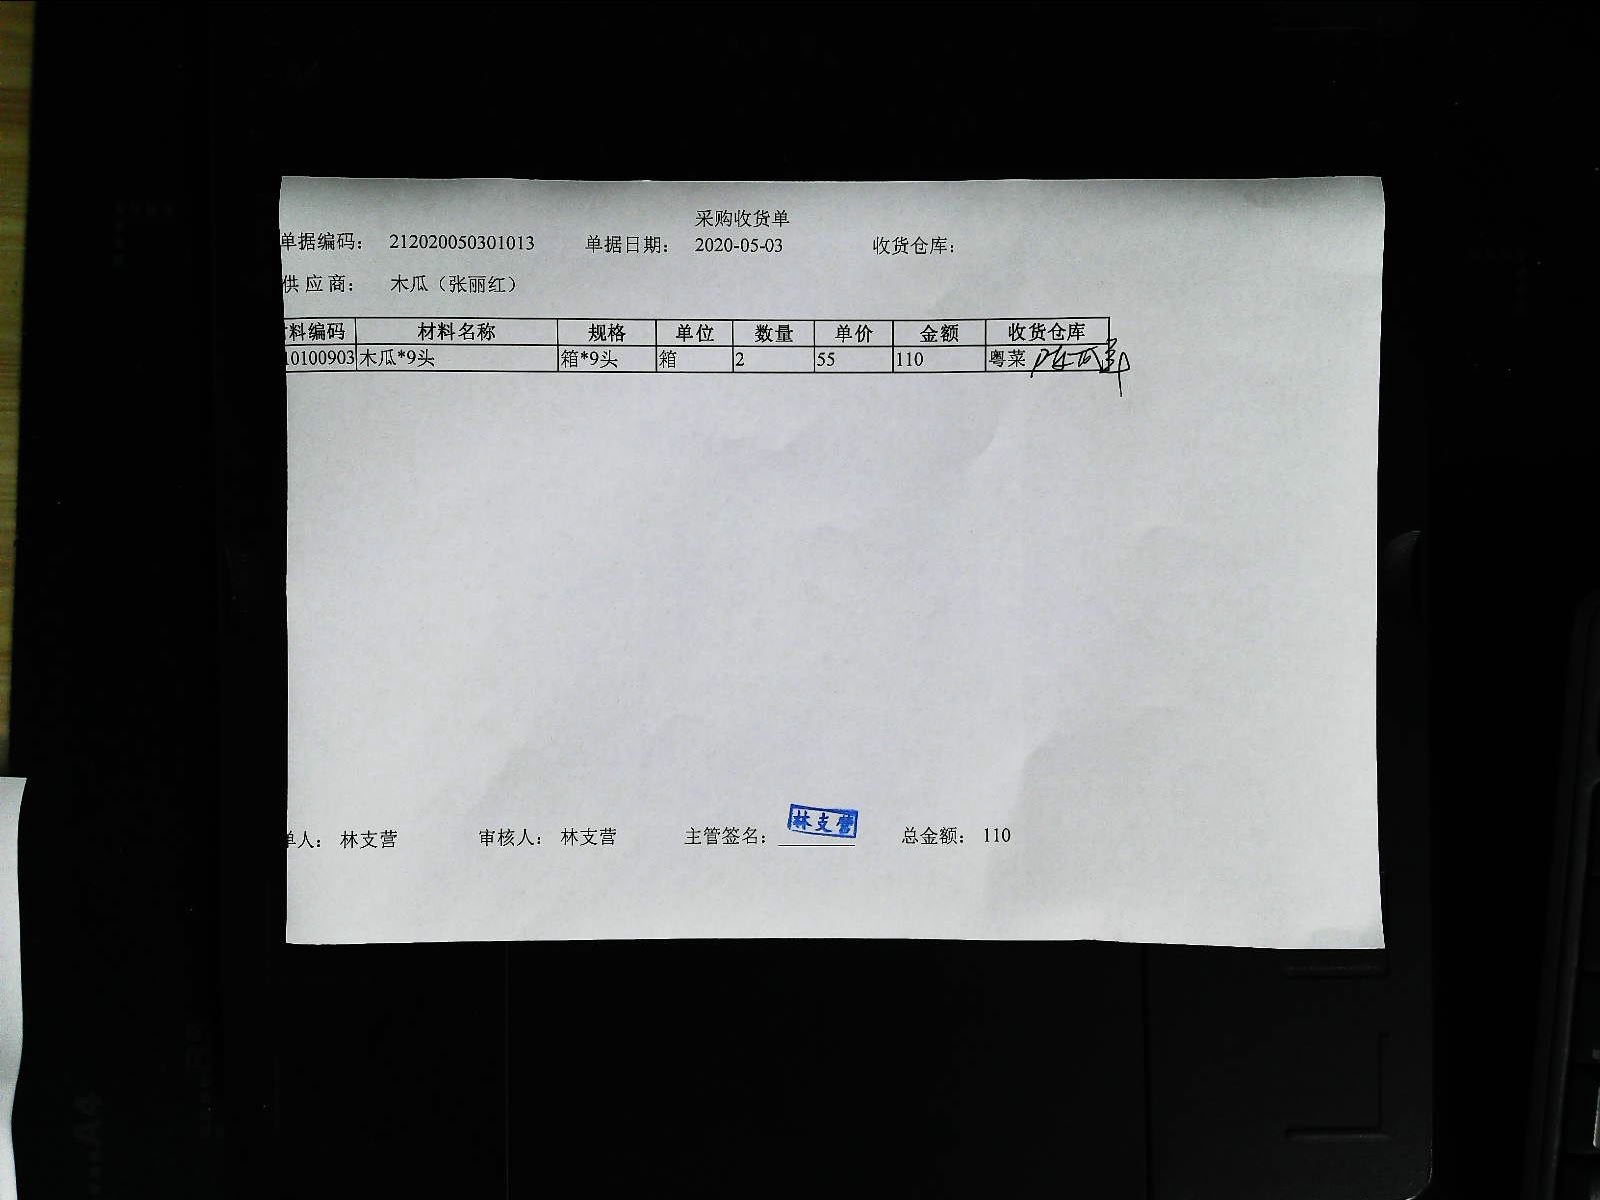 采购收货单
单据编码： 212020050301013 单据日期： 2020-05-03 收货仓库：
供应商： 木瓜（张丽红）
料编码 材料名称 规格 单位 数量 单价 金额 收货仓库
10100903 木瓜*9头 箱*9头 箱 2 55 110 粤菜
单人： 林支营 审核人： 林支营 主管签名： 林支营 总金额： 110
A4